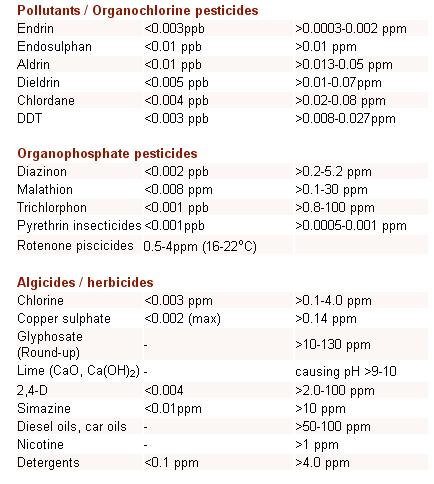 Pollutants / Organochlorine pesticides
Endrin <0.003ppb >0.0003-0.002 ppm
Endosulphan <0.01 ppb >0.01 ppm
Aldrin <0.01 ppb >0.013-0.05 ppm
Dieldrin <0.005 ppb >0.01-0.07ppm
Chlordane <0.004 ppb >0.02-0.08 ppm
DDT <0.003 ppb >0.008-0.027ppm
Organophosphate pesticides
Diazinon <0.002 ppb >0.2-5.2 ppm
Malathion <0.008 ppm >0.1-30 ppm
Trichlorphon <0.001 ppb >0.8-100 ppm
Pyrethrin insecticides <0.001ppb >0.0005-0.001 ppm
Rotenone piscicides 0.5-4ppm (16-22°C)
Algicides / herbicides
Chlorine <0.003 ppm >0.1-4.0 ppm
Copper sulphate <0.002 (max) >0.14 ppm
Glyphosate
(Round-up) - >10-130 ppm
Lime (CaO, Ca(OH)₂) - causing pH >9-10
2,4-D <0.004 >2.0-100 ppm
Simazine <0.01ppm >10 ppm
Diesel oils, car oils - >50-100 ppm
Nicotine - >1 ppm
Detergents <0.1 ppm >4.0 ppm